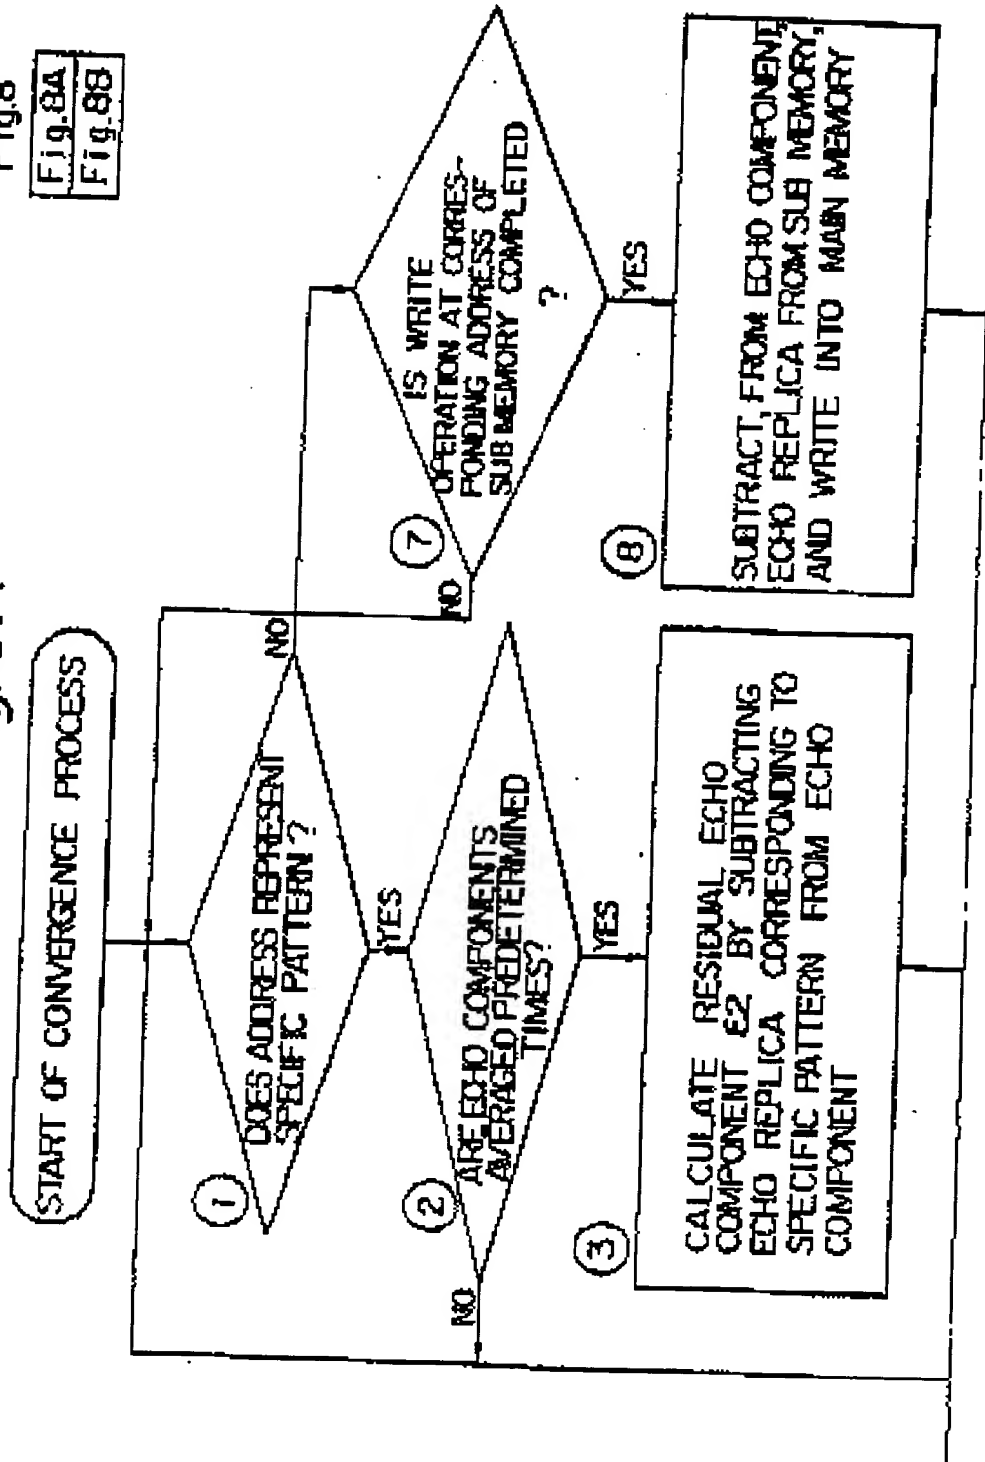 Fig.8
Fig.8A
Fig.8B
START OF CONVERGENCE PROCESS
1
DOES ADDRESS REPRESENT
SPECIFIC PATTERN ?
NO
YES
2
ARE ECHO COMPONENTS
AVERAGED PREDETERMINED
TIMES?
NO
YES
3
CALCULATE RESIDUAL ECHO
COMPONENT E2 BY SUBTRACTING
ECHO REPLICA CORRESPONDING TO
SPECIFIC PATTERN FROM ECHO
COMPONENT
7
IS WRITE
OPERATION AT CORRES-
PONDING ADDRESS OF
SUB MEMORY COMPLETED
?
NO
YES
8
SUBTRACT, FROM ECHO COMPONENT,
ECHO REPLICA FROM SUB MEMORY,
AND WRITE INTO MAIN MEMORY